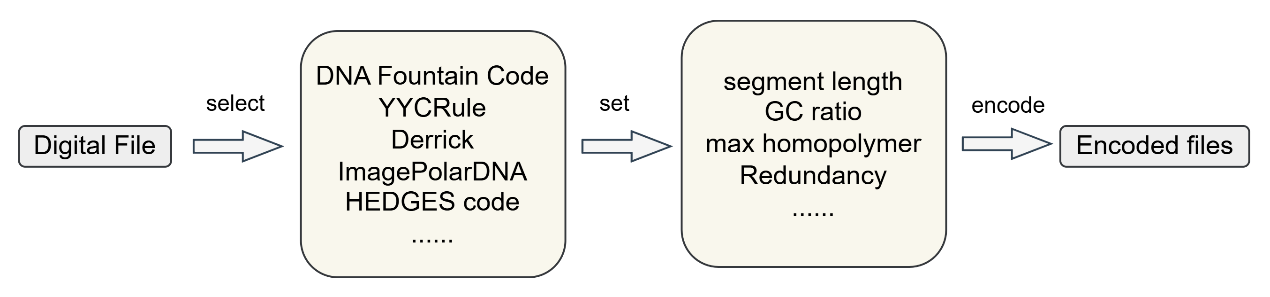 Digital File
select
DNA Fountain Code
YYCRule
Derrick
ImagePolarDNA
HEDGES code
......
set
segment length
GC ratio
max homopolymer
Redundancy
......
encode
Encoded files